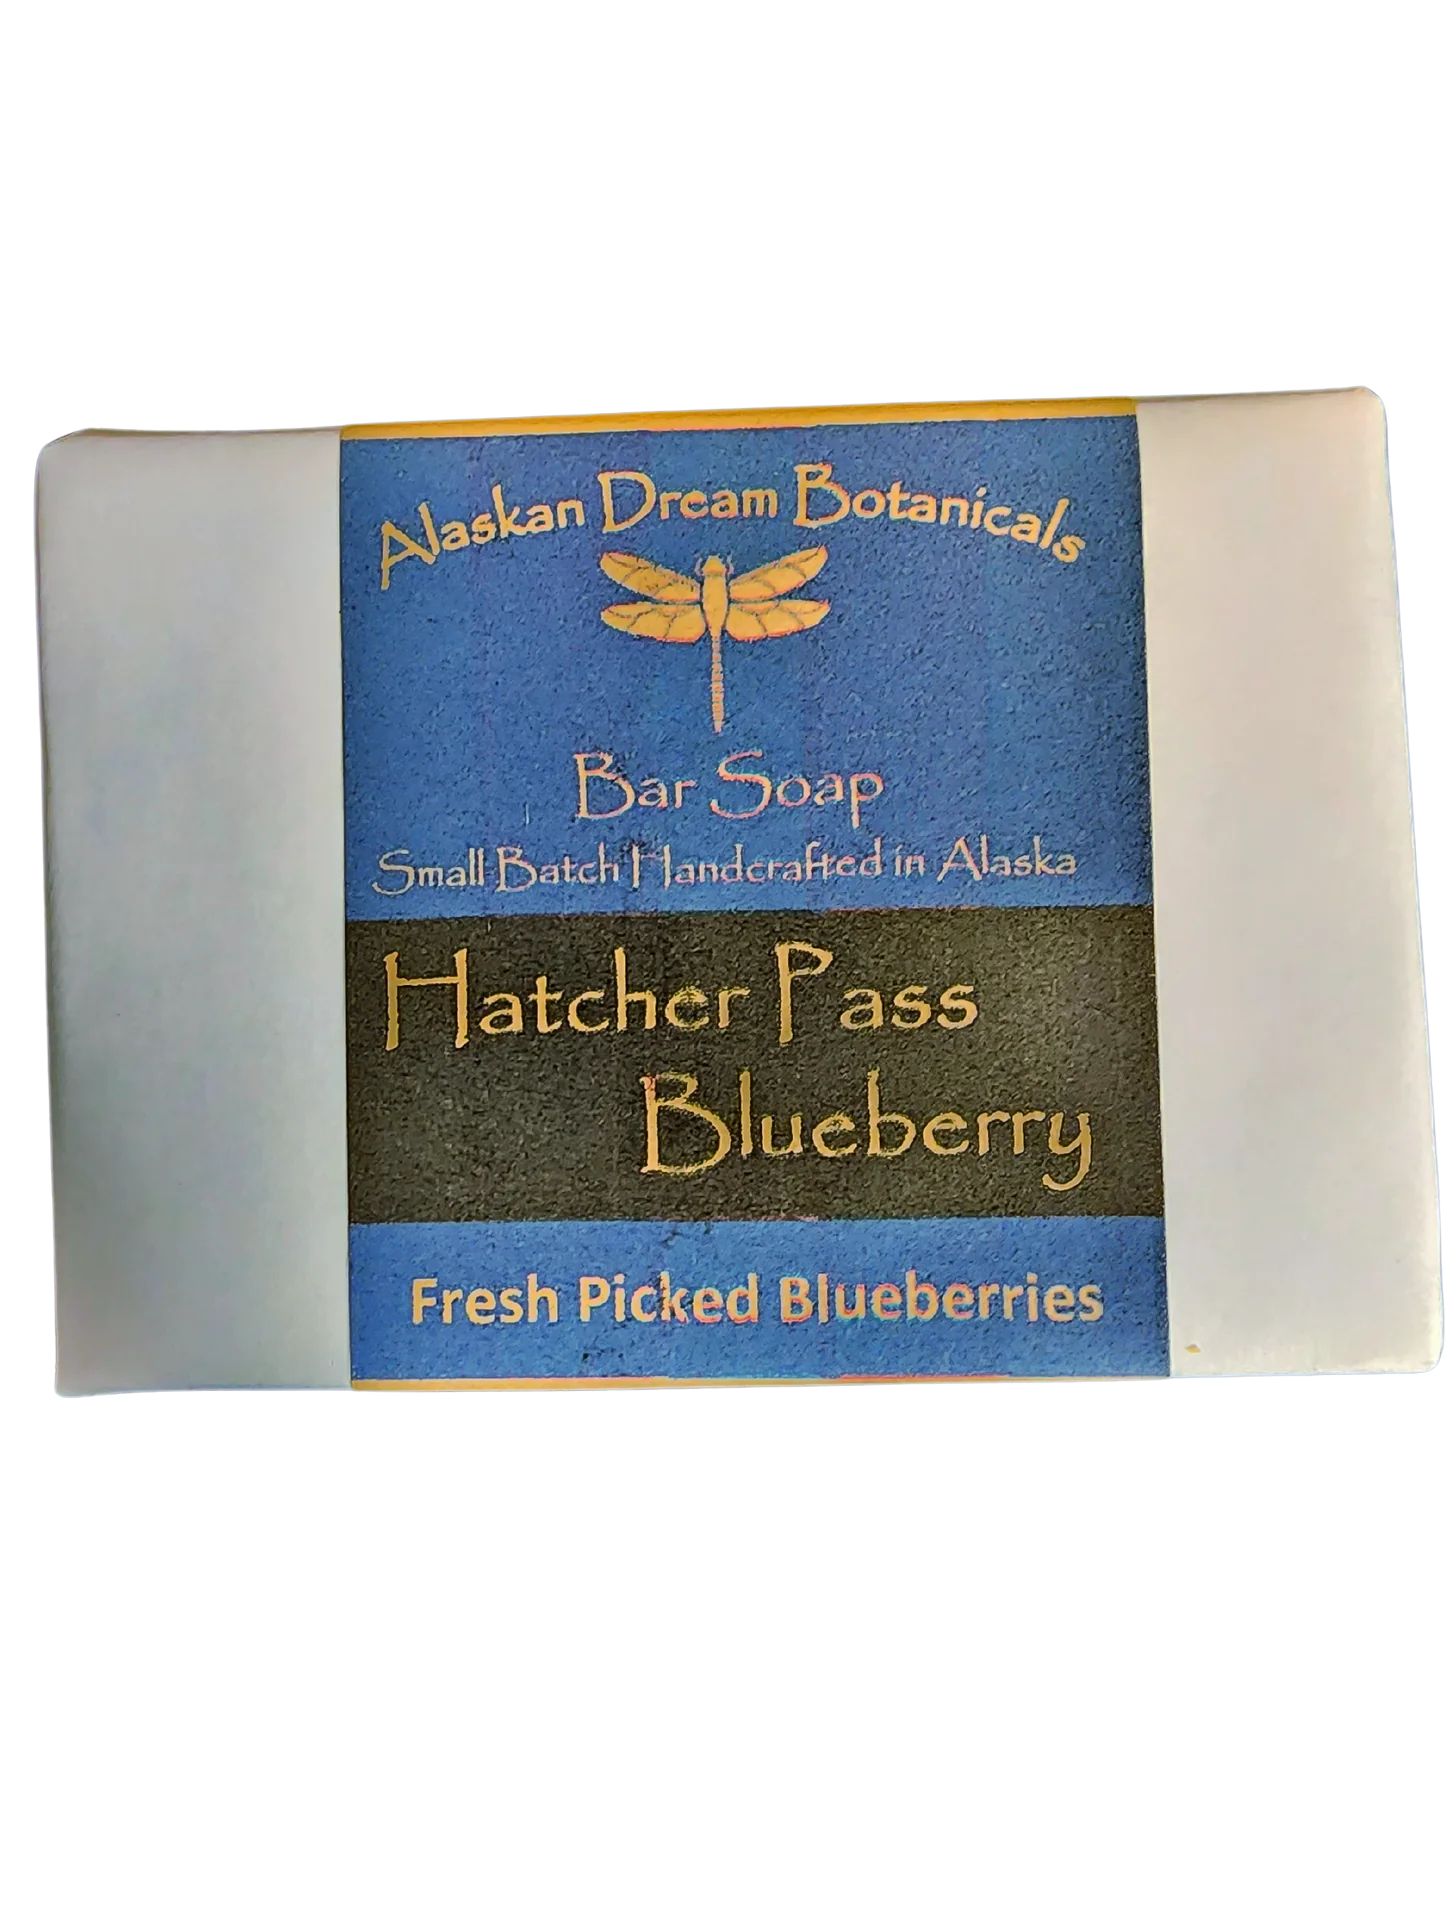 Alaskan Dream Botanicals
Bar Soap
Small Batch Handcrafted in Alaska
Hatcher Pass
Blueberry
Fresh Picked Blueberries